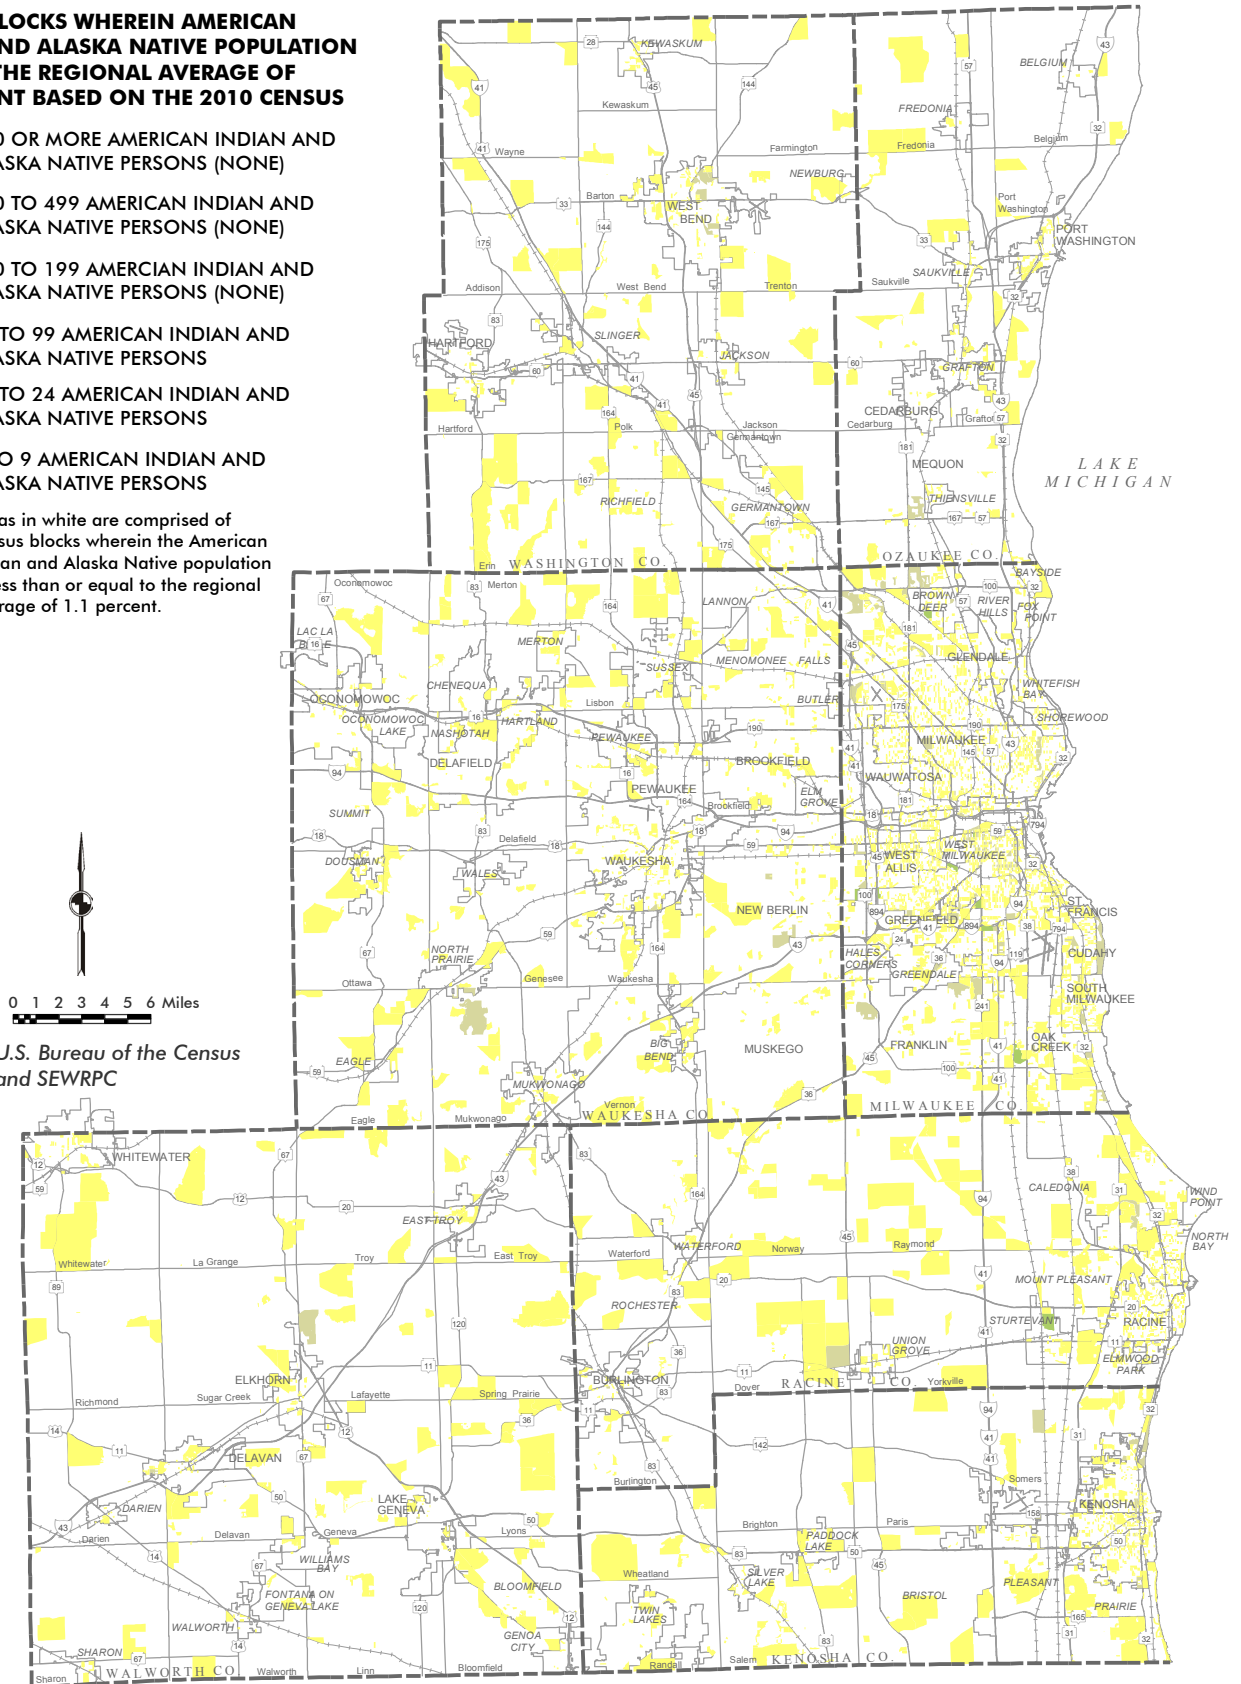 LOCKS WHEREIN AMERICAN
ND ALASKA NATIVE POPULATION
THE REGIONAL AVERAGE OF
NT BASED ON THE 2010 CENSUS
0 OR MORE AMERICAN INDIAN AND
ASKA NATIVE PERSONS (NONE)
0 TO 499 AMERICAN INDIAN AND
ASKA NATIVE PERSONS (NONE)
0 TO 199 AMERCIAN INDIAN AND
ASKA NATIVE PERSONS (NONE)
TO 99 AMERICAN INDIAN AND
ASKA NATIVE PERSONS
TO 24 AMERICAN INDIAN AND
ASKA NATIVE PERSONS
O 9 AMERICAN INDIAN AND
ASKA NATIVE PERSONS
as in white are comprised of
sus blocks wherein the American
an and Alaska Native population
ess than or equal to the regional
rage of 1.1 percent.
0 1 2 3 4 5 6 Miles
U.S. Bureau of the Census
and SEWRPC
KEWASKUM
Kewaskum
Wayne
Farmington
NEWBURG
Barton
WEST
BEND
Addison
West Bend
Trenton
BELGIUM
FREDONIA
Fredonia
Belgium
Port
Washington
PORT
WASHINGTON
SAUKVILLE
Saukville
HARTFORD
SLINGER
JACKSON
Hartford
Polk
Jackson
Germantown
GRAFTON
CEDARBURG
Cedarburg
Grafton
MEQUON
THIENSVILLE
LAKE
MICHIGAN
RICHFIELD
GERMANTOWN
Erin
WASHINGTON CO.
OZAUKEE CO.
Oconomowoc
Merton
LANNON
LAC LA
MERTON
CHENEQUA
SUSSEX
MENOMONEE FALLS
OCONOMOWOC
OCONOMOWOC
LAKE
NASHOTAH
HARTLAND
Lisbon
BUTLER
PEWAUKEE
DELAFIELD
PEWAUKEE
BROOKFIELD
Brookfield
ELM
GROVE
SUMMIT
DOUSMAN
Delafield
WALES
WAUKESHA
NEW BERLIN
NORTH
PRAIRIE
Ottawa
Genesee
Waukesha
EAGLE
Eagle
MUKWONAGO
Mukwonago
BIG
BEND
Vernon
MUSKEGO
WAUKESHA CO.
BAYSIDE
BROWN
DEER
RIVER
HILLS
FOX
POINT
GLENDALE
WHITEFISH
BAY
SHOREWOOD
MILWAUKEE
WAUWATOSA
WEST
MILWAUKEE
WEST
ALLIS
ST.
FRANCIS
GREENFIELD
CUDAHY
HALES
CORNERS
GREENDALE
SOUTH
MILWAUKEE
FRANKLIN
OAK
CREEK
MILWAUKEE CO.
WHITEWATER
Whitewater
La Grange
EAST TROY
Troy
East Troy
ELKHORN
Richmond
Sugar Creek
Lafayette
Spring Prairie
DELAVAN
DARIEN
Darien
Delavan
LAKE
GENEVA
Geneva
Lyons
WILLIAMS
BAY
FONTANA ON
GENEVA LAKE
BLOOMFIELD
WALWORTH
GENOA
CITY
SHARON
Sharon
WALWORTH CO.
Walworth
Linn
Bloomfield
WATERFORD
Waterford
Norway
Raymond
CALEDONIA
WIND
POINT
NORTH
BAY
ROCHESTER
MOUNT PLEASANT
STURTEVANT
RACINE
UNION
GROVE
ELMWOOD
PARK
BURLINGTON
Dover
RACINE CO.
Yorkville
Burlington
Somers
KENOSHA
Brighton
Paris
PADDOCK
LAKE
Wheatland
SILVER
LAKE
TWIN
LAKES
BRISTOL
PLEASANT
PRAIRIE
Randall
Salem
KENOSHA CO.